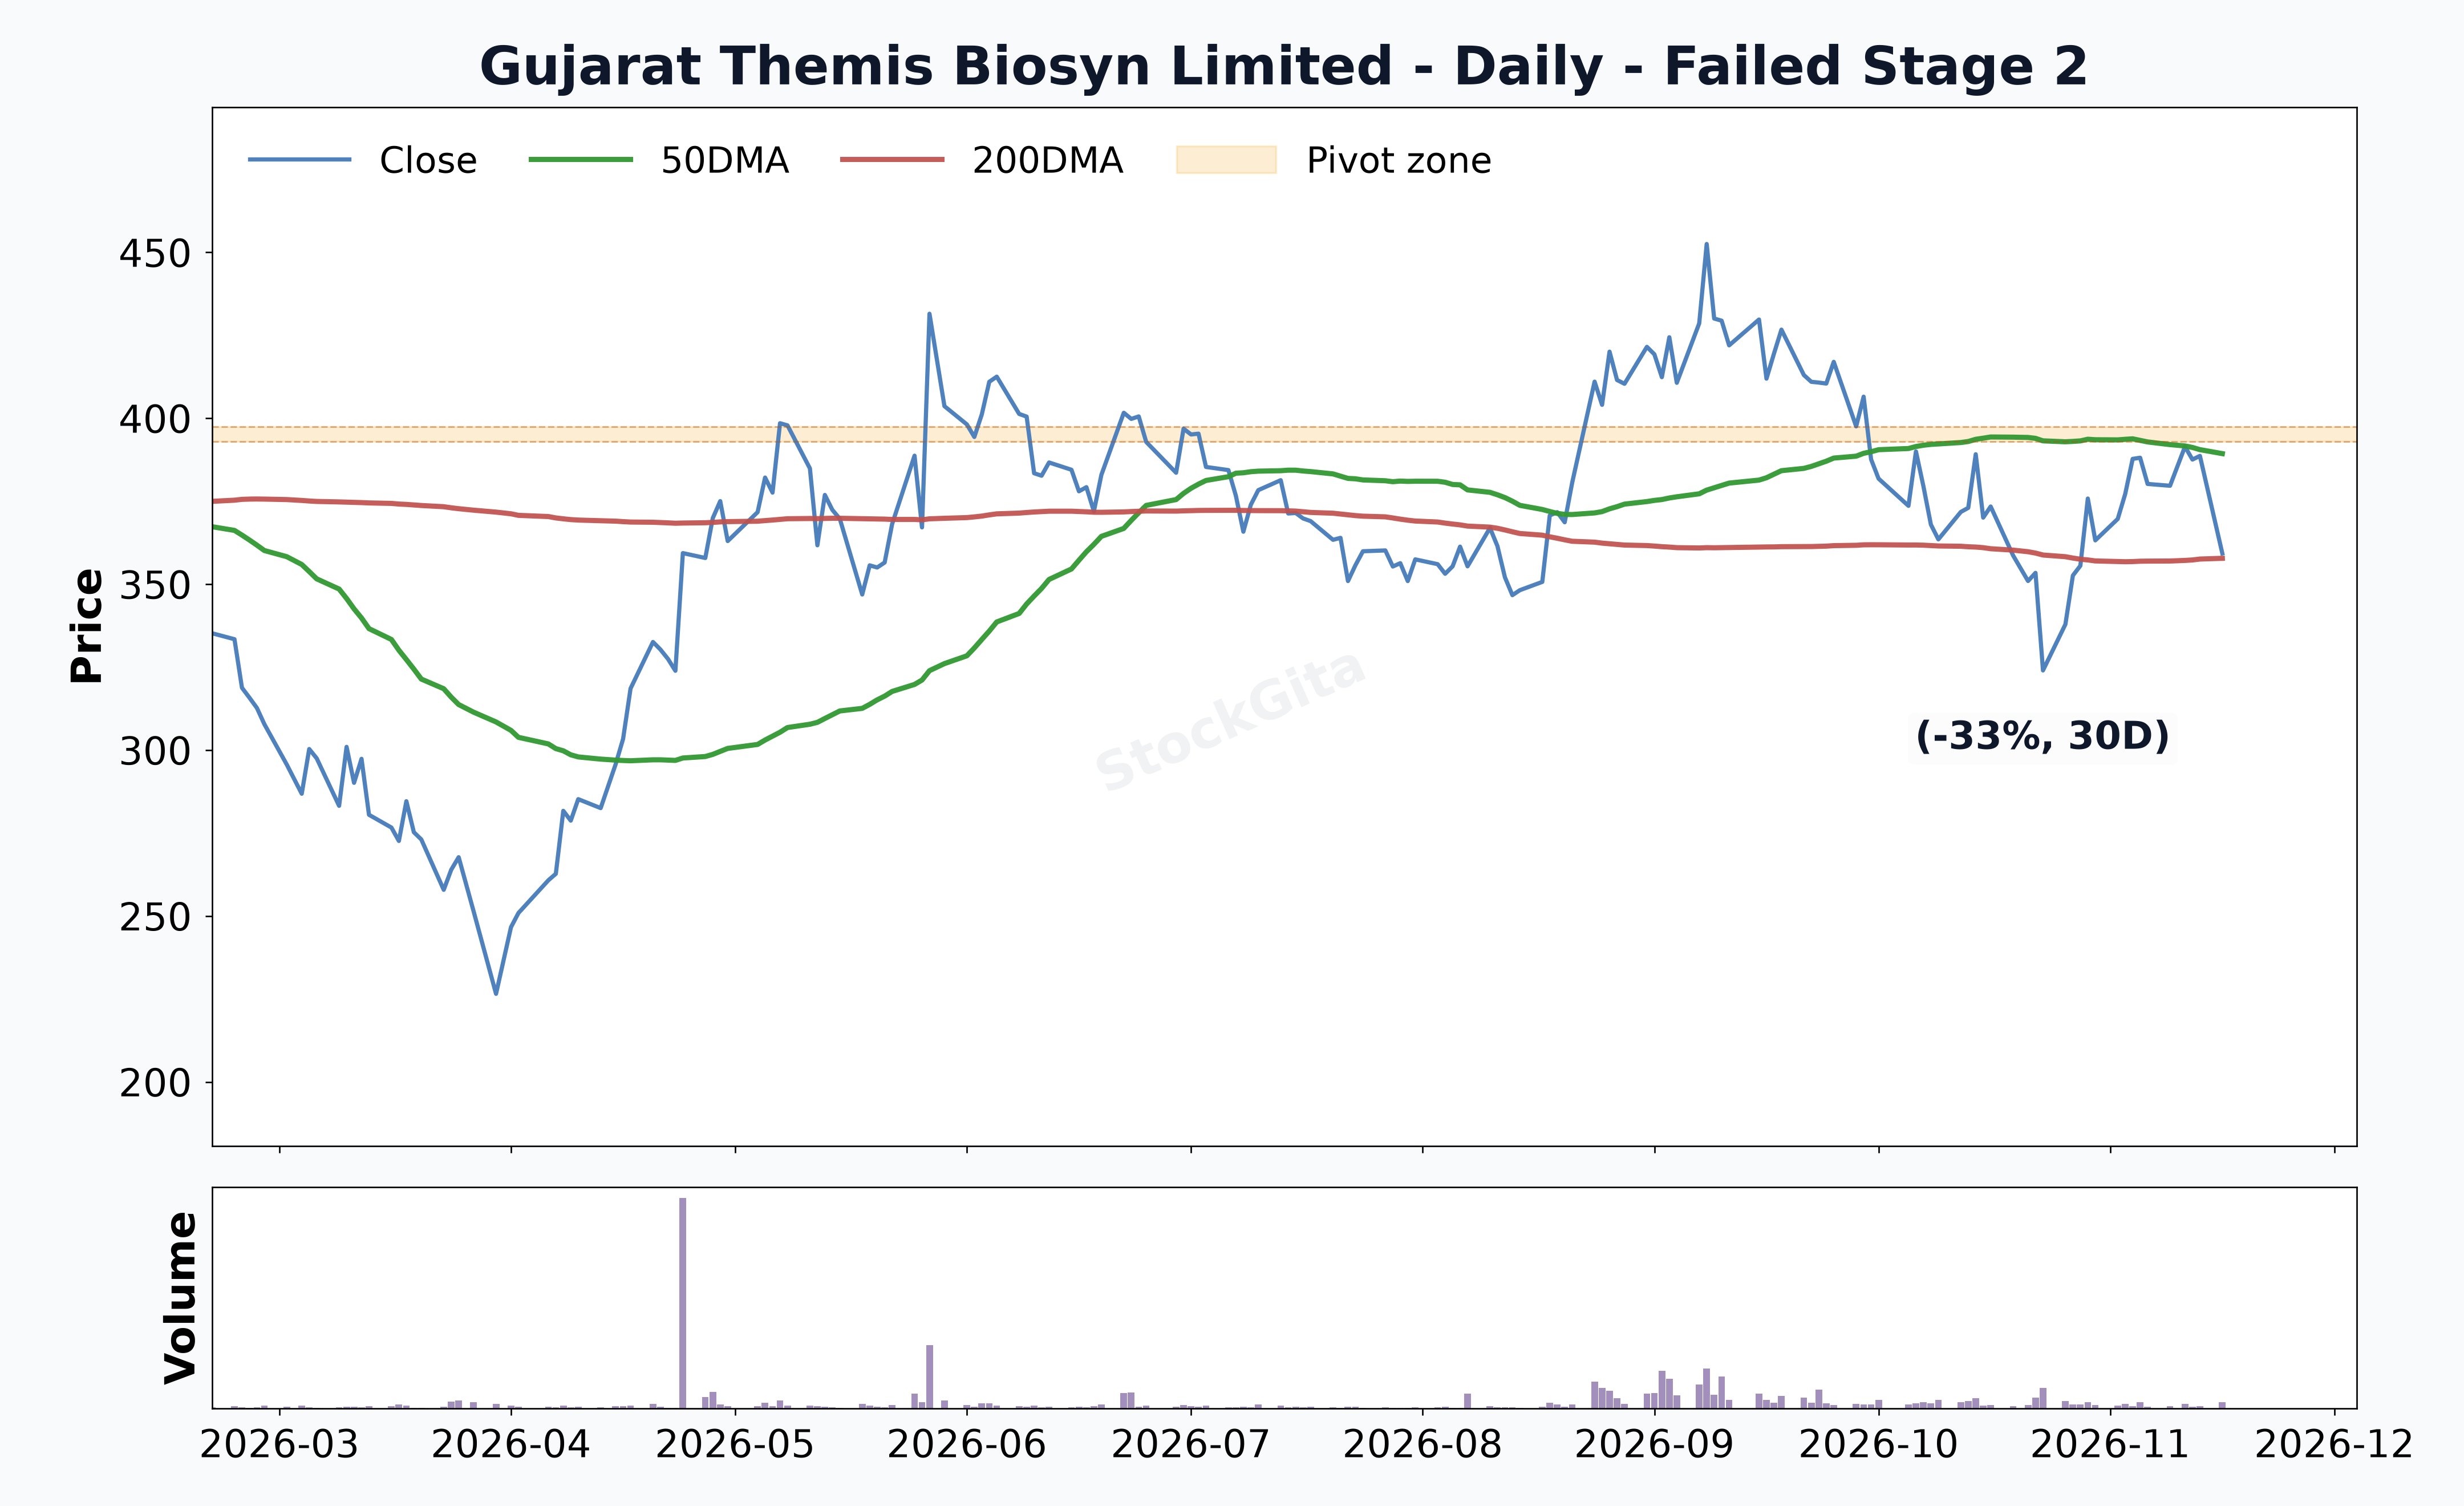 Gujarat Themis Biosyn Limited - Daily - Failed Stage 2
Close 50DMA 200DMA Pivot zone
450
400
350
300
250
200
Price
StockGita
(-33%, 30D)
Volume
2026-03 2026-04 2026-05 2026-06 2026-07 2026-08 2026-09 2026-10 2026-11 2026-12